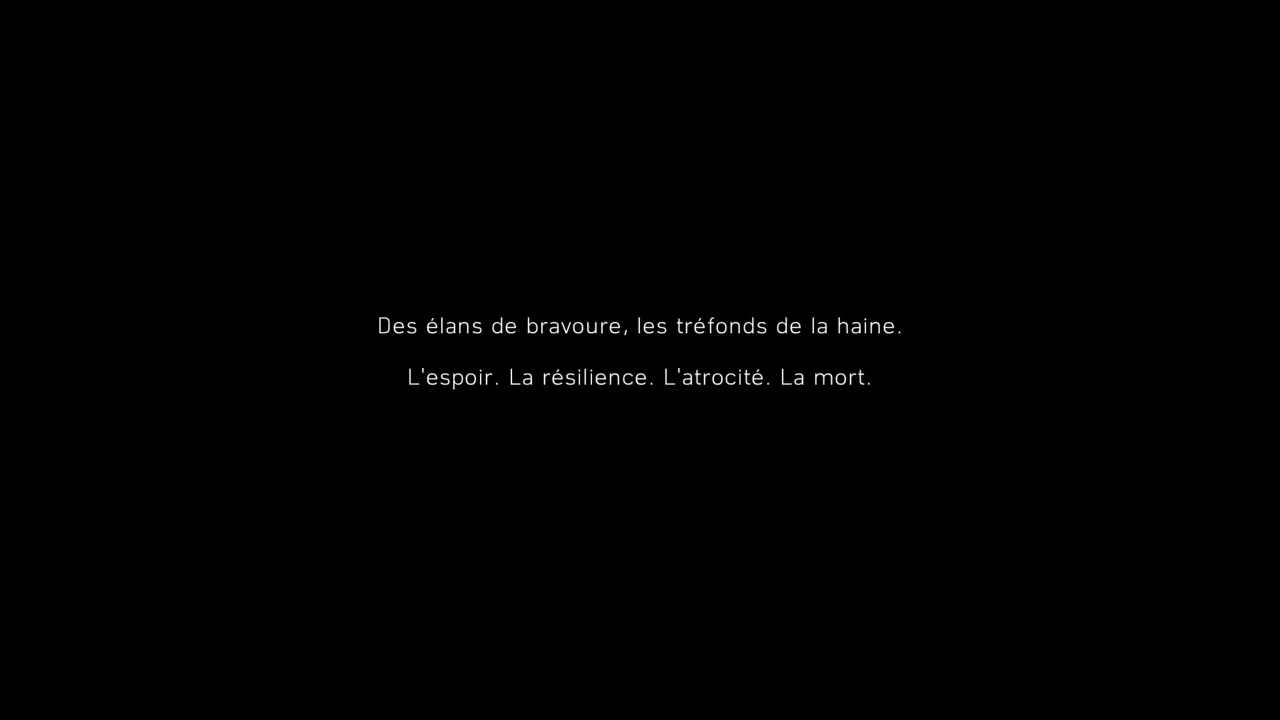 Des élans de bravoure, les tréfonds de la haine.
L'espoir. La résilience. L'atrocité. La mort.